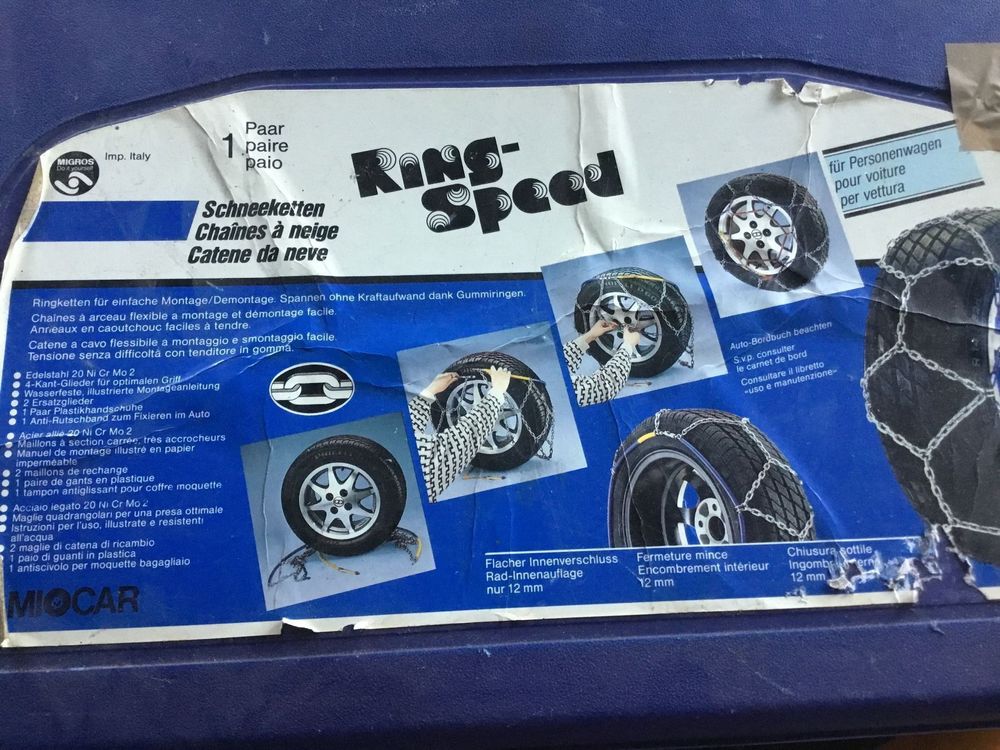 MIGROS
Do it yourself
Imp. Italy
1 Paar
paire
paio
Ring-
Speed
für Personenwagen
pour voiture
per vettura
Schneeketten
Chaînes à neige
Catene da neve
Ringketten für einfache Montage/Demontage. Spannen ohne Kraftaufwand dank Gummiringen.
Chaînes à arceau flexible a montage et démontage facile.
Anneaux en caoutchouc faciles à tendre.
Catene a cavo flessibile a montaggio e smontaggio facile.
Tensione senza difficoltà con tenditore in gomma.
• Edelstahl 20 Ni Cr Mo 2
• 4-Kant-Glieder für optimalen Griff
• Wasserfeste, illustrierte Montageanleitung
• 2 Ersatzglieder
• 1 Paar Plastikhandschuhe
• 1 Anti-Rutschband zum Fixieren im Auto
• Acier allié 20 Ni Cr Mo 2
• Maillons à section carrée, très accrocheurs
• Manuel de montage illustré en papier
imperméable
• 2 maillons de rechange
• 1 paire de gants en plastique
• 1 tampon antiglissant pour coffre moquette
• Acciaio legato 20 Ni Cr Mo 2
• Maglie quadrangolari per una presa ottimale
• Istruzioni per l'uso, illustrate e resistenti
all'acqua
• 2 maglie di catena di ricambio
• 1 paio di guanti in plastica
• 1 antiscivo per moquette bagagliaio
MIOCAR
Auto-Bordbuch beachten
S.v.p. consulter
le carnet de bord
Consultare il libretto
«uso e manutenzione»
Flacher Innenverschluss
Rad-Innenauflage
nur 12 mm
Fermeture mince
Encombrement intérieur
12 mm
Chiusura sottile
12 mm